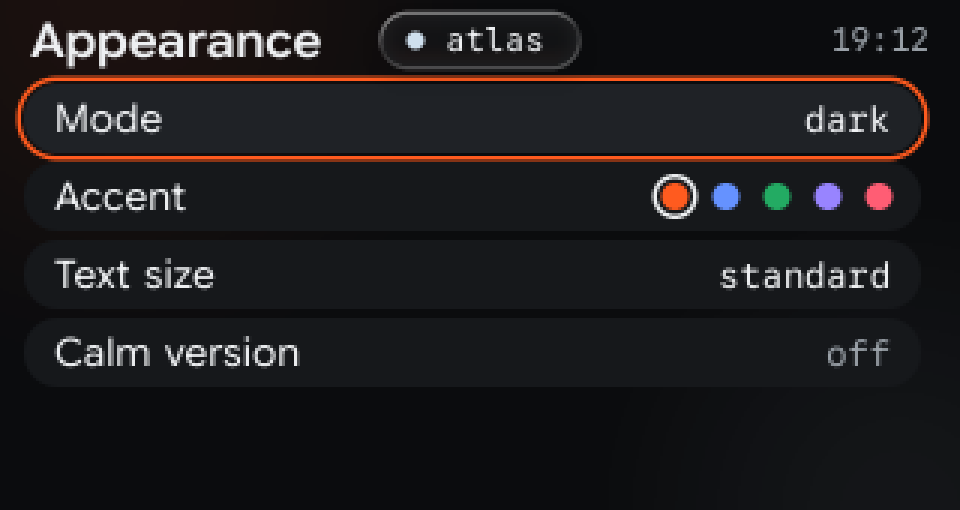 Appearance atlas 19:12
Mode dark
Accent
Text size standard
Calm version off